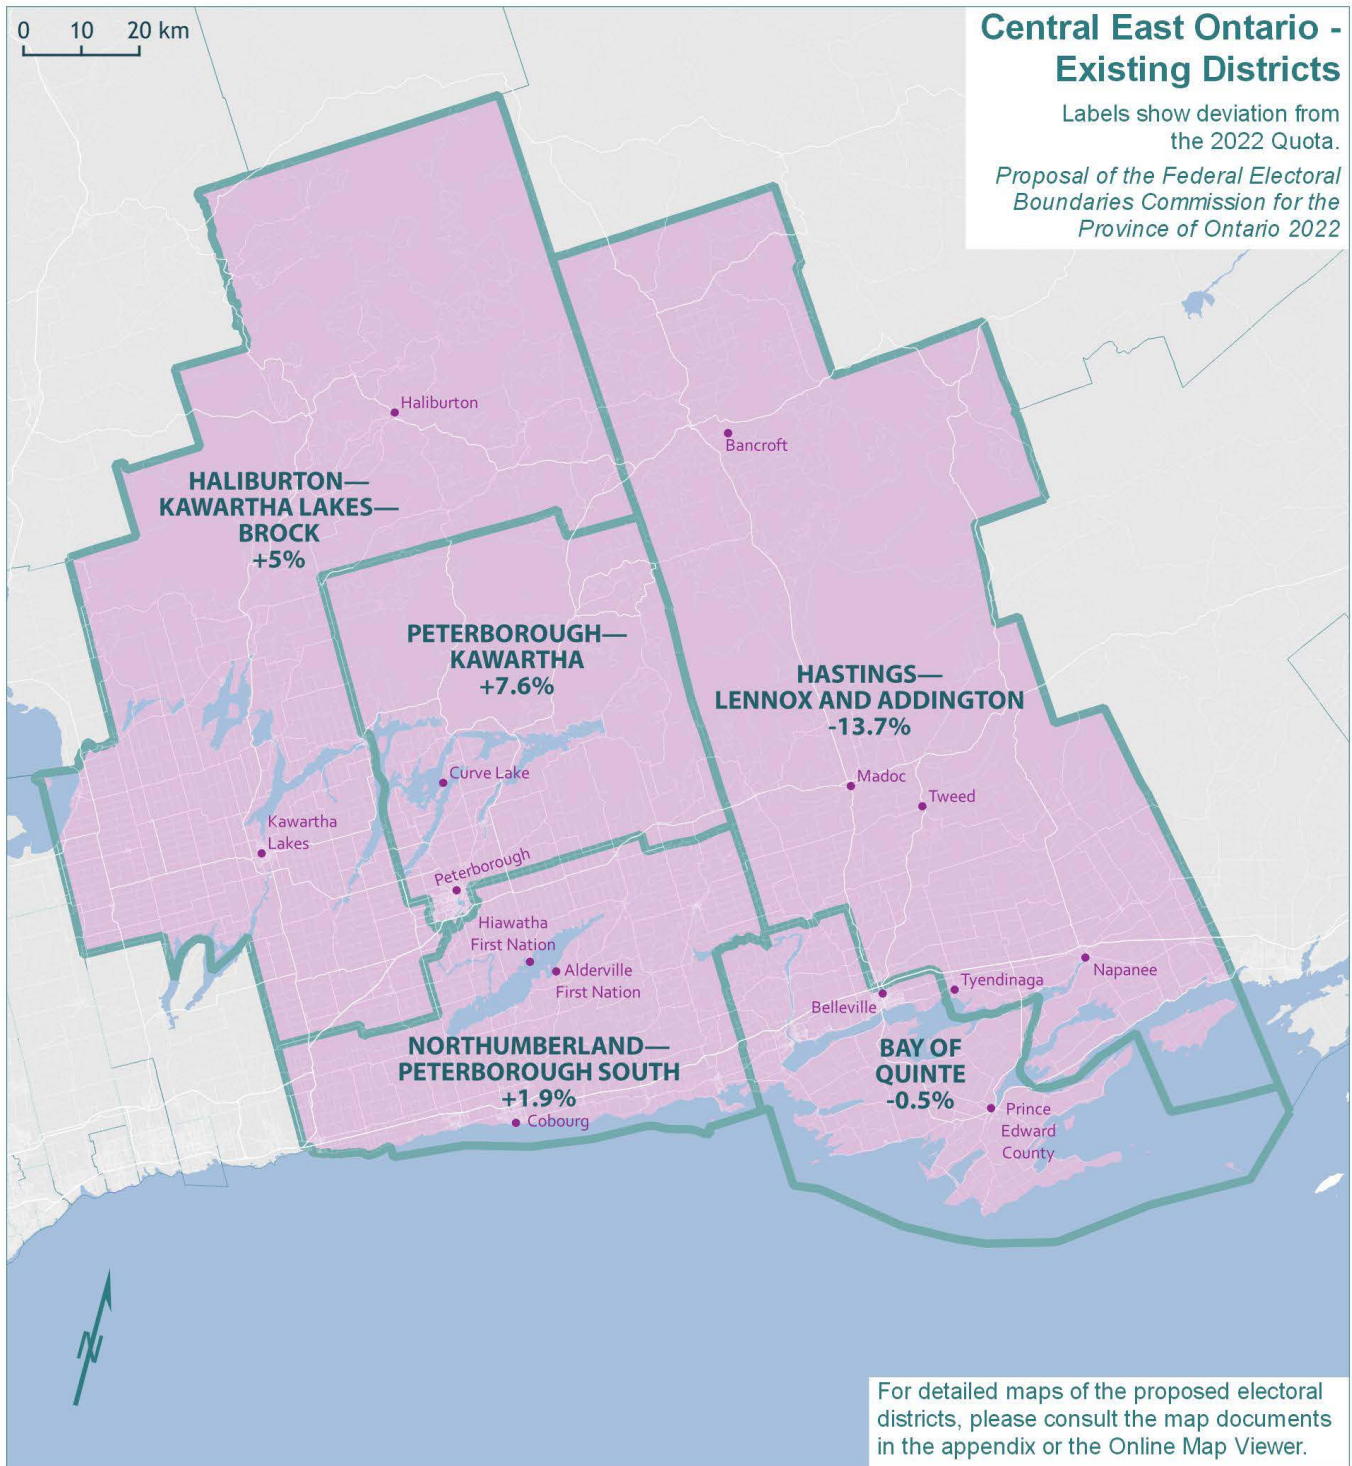 0 10 20 km
Central East Ontario -
Existing Districts
Labels show deviation from
the 2022 Quota.
Proposal of the Federal Electoral
Boundaries Commission for the
Province of Ontario 2022
Haliburton
Bancroft
HALIBURTON—
KAWARTHA LAKES—
BROCK
+5%
PETERBOROUGH—
KAWARTHA
+7.6%
HASTINGS—
LENNOX AND ADDINGTON
-13.7%
Curve Lake
Madoc
Tweed
Kawartha
Lakes
Peterborough
Hiawatha
First Nation
Alderville
First Nation
Napanee
Tyendinaga
Belleville
NORTHUMBERLAND—
PETERBOROUGH SOUTH
+1.9%
Cobourg
BAY OF
QUINTE
-0.5%
Prince
Edward
County
N
For detailed maps of the proposed electoral
districts, please consult the map documents
in the appendix or the Online Map Viewer.